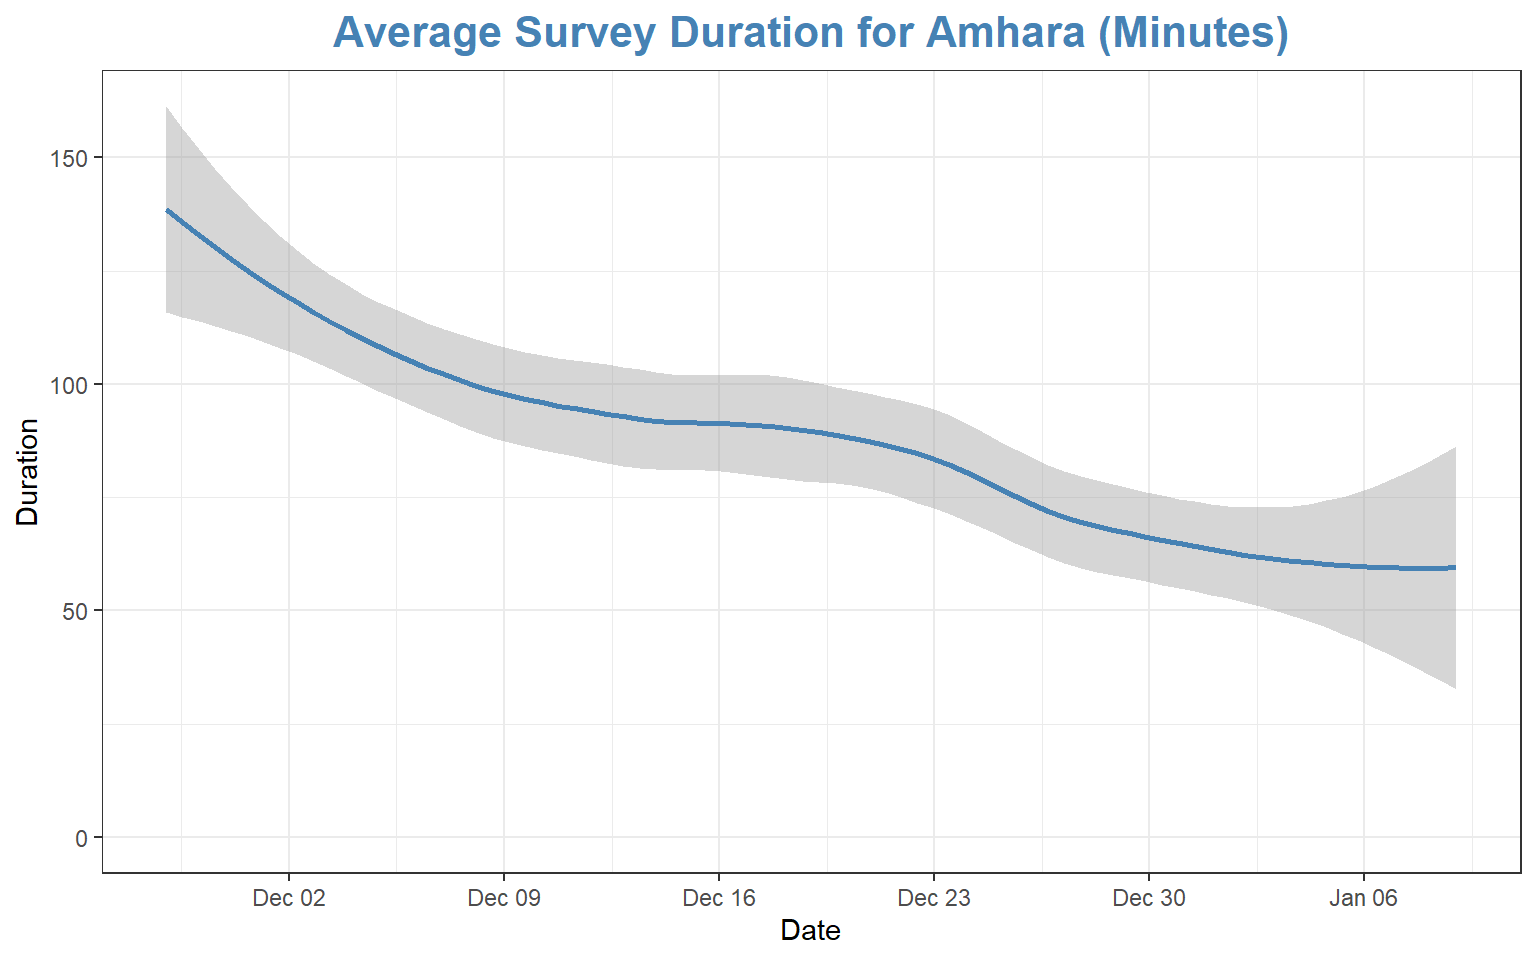 Average Survey Duration for Amhara (Minutes)
150
100
50
0
Duration
Dec 02
Dec 09
Dec 16
Dec 23
Dec 30
Jan 06
Date